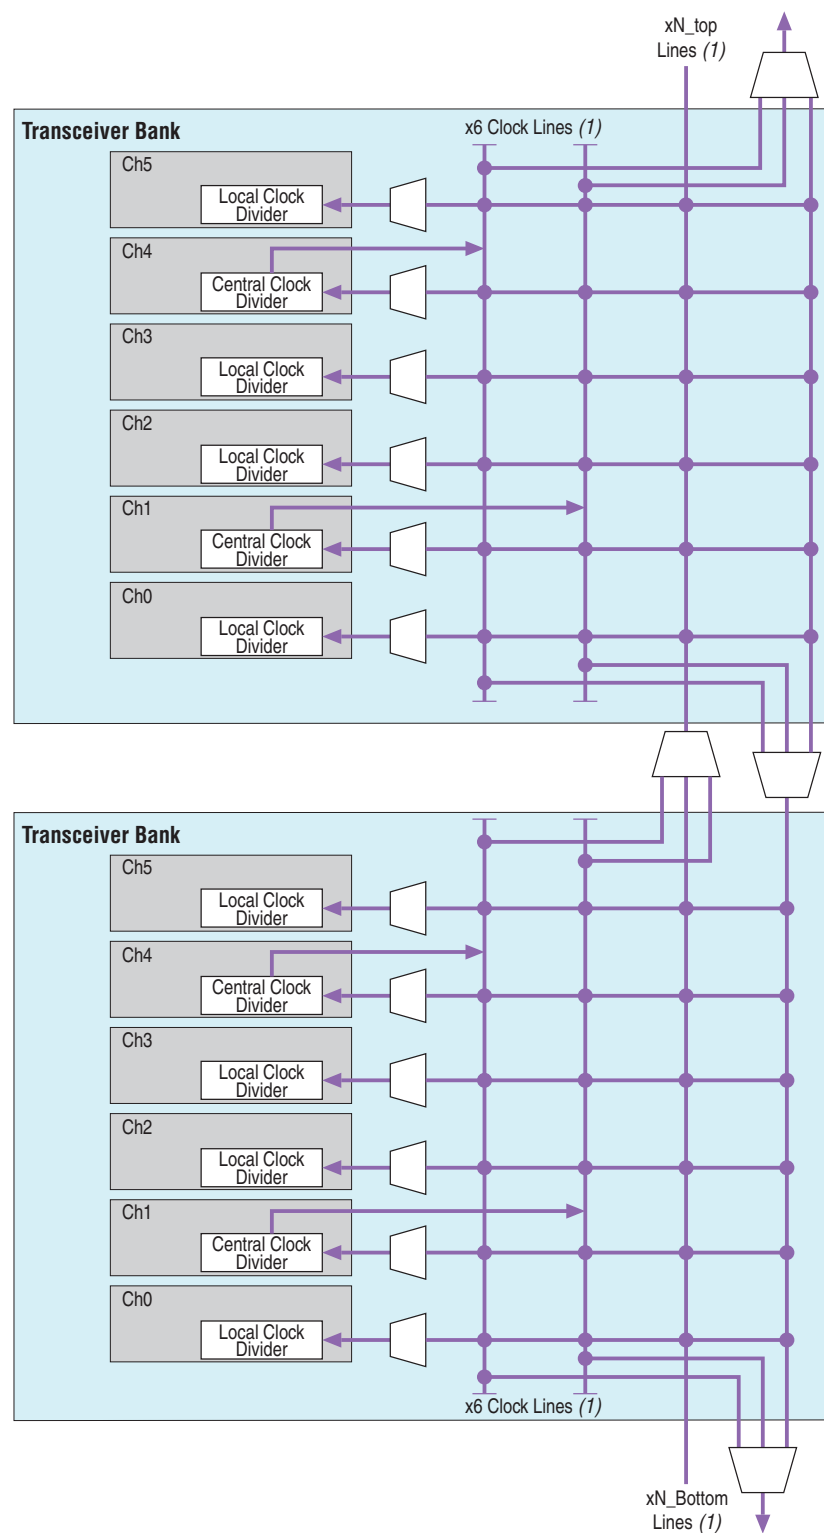 xN_top
Lines (1)
Transceiver Bank
x6 Clock Lines (1)
Ch5
Local Clock
Divider
Ch4
Central Clock
Divider
Ch3
Local Clock
Divider
Ch2
Local Clock
Divider
Ch1
Central Clock
Divider
Ch0
Local Clock
Divider
Transceiver Bank
Ch5
Local Clock
Divider
Ch4
Central Clock
Divider
Ch3
Local Clock
Divider
Ch2
Local Clock
Divider
Ch1
Central Clock
Divider
Ch0
Local Clock
Divider
x6 Clock Lines (1)
xN_Bottom
Lines (1)